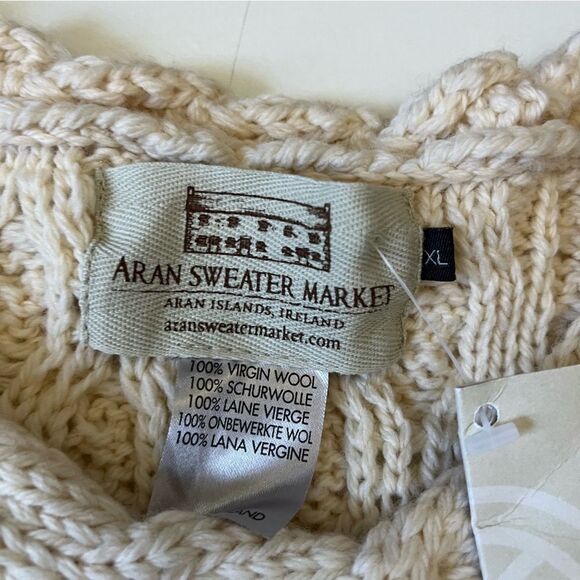 ARAN SWEATER MARKET
ARAN ISLANDS, IRELAND
aransweatermarket.com
XL
100% VIRGIN WOOL
100% SCHURWOLLE
100% LAINE VIERGE
100% ONBEWERKTE WOL
100% LANA VERGINE